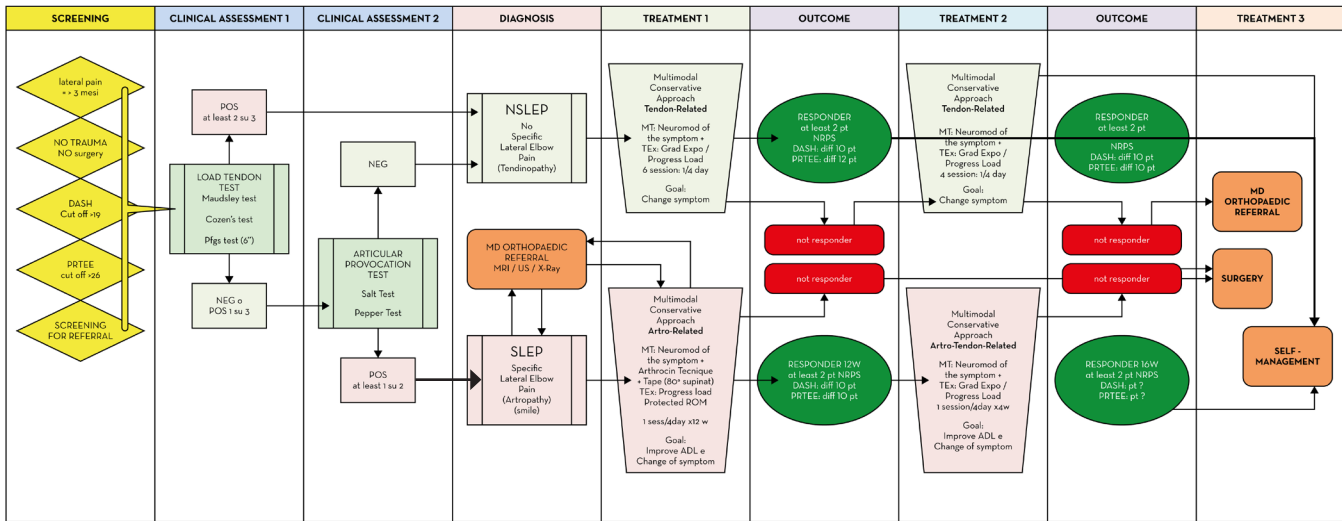 SCREENING
CLINICAL ASSESSMENT 1
CLINICAL ASSESSMENT 2
DIAGNOSIS
TREATMENT 1
OUTCOME
TREATMENT 2
OUTCOME
TREATMENT 3
lateral pain
=> 3 mesi
NO TRAUMA
NO surgery
DASH
Cut off >19
PRTEE
cut off >26
SCREENING
FOR REFERRAL
POS
at least 2 su 3
LOAD TENDON
TEST
Maudsley test
Cozen's test
Pfgs test (6")
NEG o
POS 1 su 3
NEG
ARTICULAR
PROVOCATION
TEST
Salt Test
Pepper Test
POS
at least 1 su 2
NSLEP
No
Specific
Lateral Elbow
Pain
(Tendinopathy)
MD ORTHOPAEDIC
REFERRAL
MRI / US / X-Ray
SLEP
Specific
Lateral Elbow
Pain
(Artropathy)
(smile)
Multimodal
Conservative
Approach
Tendon-Related
MT: Neuromod of
the symptom +
TEx: Grad Expo /
Progress Load
6 session: 1/4 day
Goal:
Change symptom
Multimodal
Conservative
Approach
Artro-Related
MT: Neuromod of
the symptom +
Arthrocin Tecnique
+ Tape (80° supinat)
TEx: Progress load
Protected ROM
1 sess/4day x12 w
Goal:
Improve ADL e
Change of symptom
RESPONDER
at least 2 pt
NRPS
DASH: diff 10 pt
PRTEE: diff 12 pt
not responder
not responder
RESPONDER 12W
at least 2 pt NRPS
DASH: diff 10 pt
PRTEE: diff 10 pt
Multimodal
Conservative
Approach
Tendon-Related
MT: Neuromod of
the symptom +
TEx: Grad Expo
/ Progress Load
4 session: 1/4 day
Goal:
Change symptom
Multimodal
Conservative
Approach
Artro-Tendon-Related
MT: Neuromod of
the symptom +
TEx: Grad Expo /
Progress Load
1 session/4day x4w
Goal:
Improve ADL e
Change of symptom
RESPONDER
at least 2 pt
NRPS
DASH: diff 10 pt
PRTEE: diff 10 pt
not responder
not responder
RESPONDER 16W
at least 2 pt NRPS
DASH: pt ?
PRTEE: pt ?
MD
ORTHOPAEDIC
REFERRAL
SURGERY
SELF -
MANAGEMENT